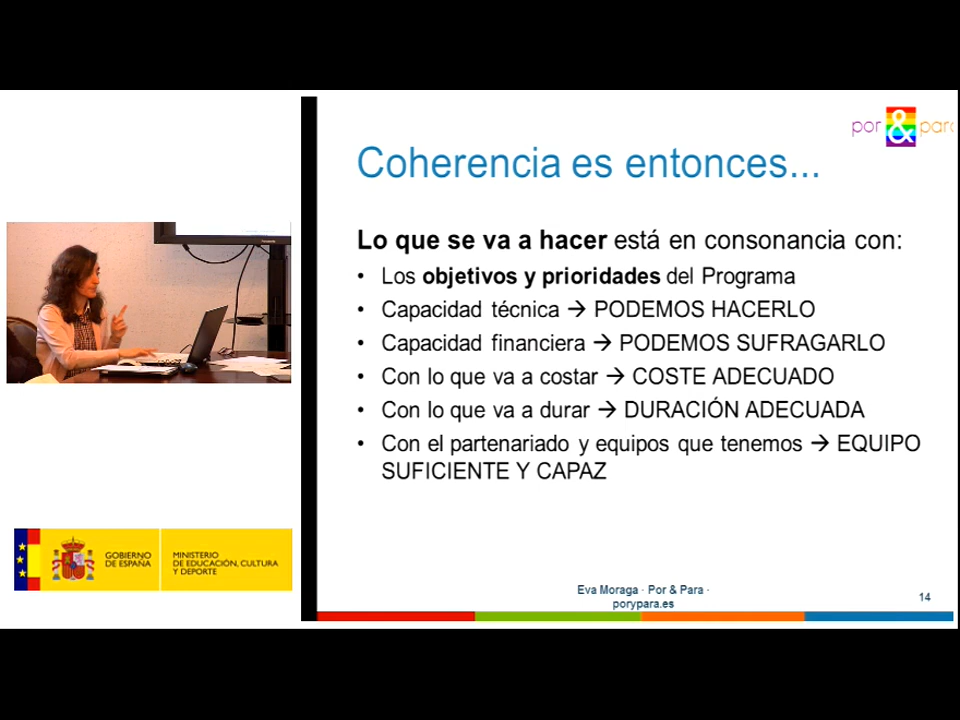 por & para
Coherencia es entonces...
Lo que se va a hacer está en consonancia con:
• Los objetivos y prioridades del Programa
• Capacidad técnica → PODEMOS HACERLO
• Capacidad financiera → PODEMOS SUFRAGARLO
• Con lo que va a costar → COSTE ADECUADO
• Con lo que va a durar → DURACIÓN ADECUADA
• Con el partenariado y equipos que tenemos → EQUIPO
SUFICIENTE Y CAPAZ
GOBIERNO
DE ESPAÑA
MINISTERIO
DE EDUCACIÓN, CULTURA
Y DEPORTE
Eva Moraga · Por & Para ·
porypara.es
14